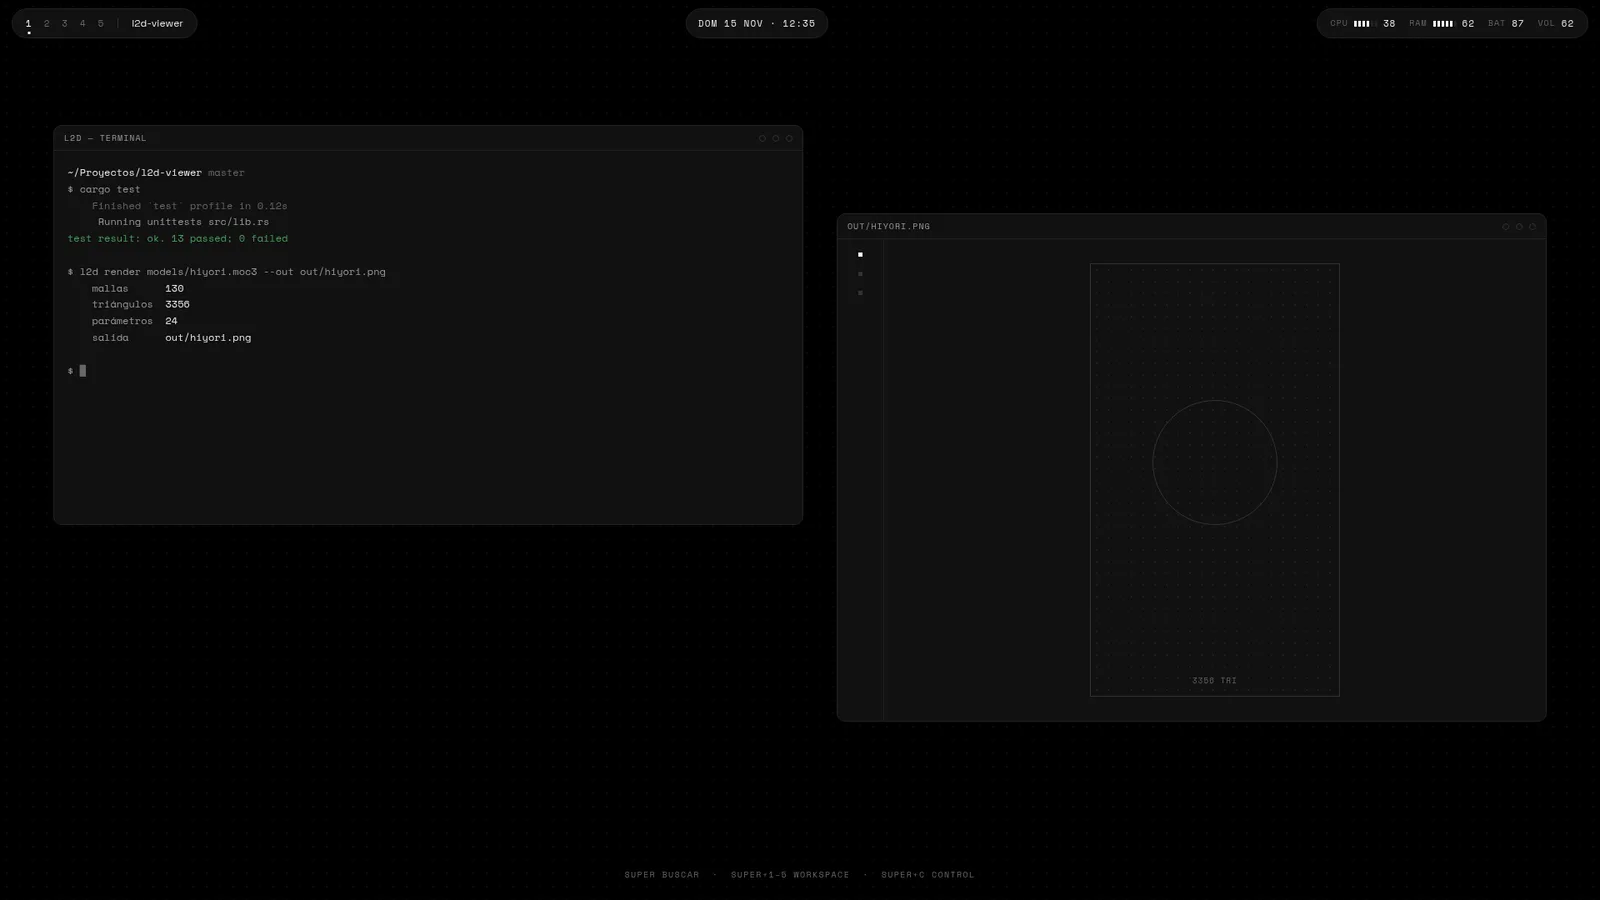 1 2 3 4 5 l2d-viewer
DOM 15 NOV · 12:35
CPU 38 RAM 62 BAT 87 VOL 62
L2D — TERMINAL
~/Proyectos/l2d-viewer master
$ cargo test
Finished `test` profile in 0.12s
Running unittests src/lib.rs
test result: ok. 13 passed; 0 failed
$ l2d render models/hiyori.moc3 --out out/hiyori.png
mallas 130
triángulos 3356
parámetros 24
salida out/hiyori.png
$
OUT/HIYORI.PNG
3356 TRI
SUPER BUSCAR · SUPER+1–5 WORKSPACE · SUPER+C CONTROL